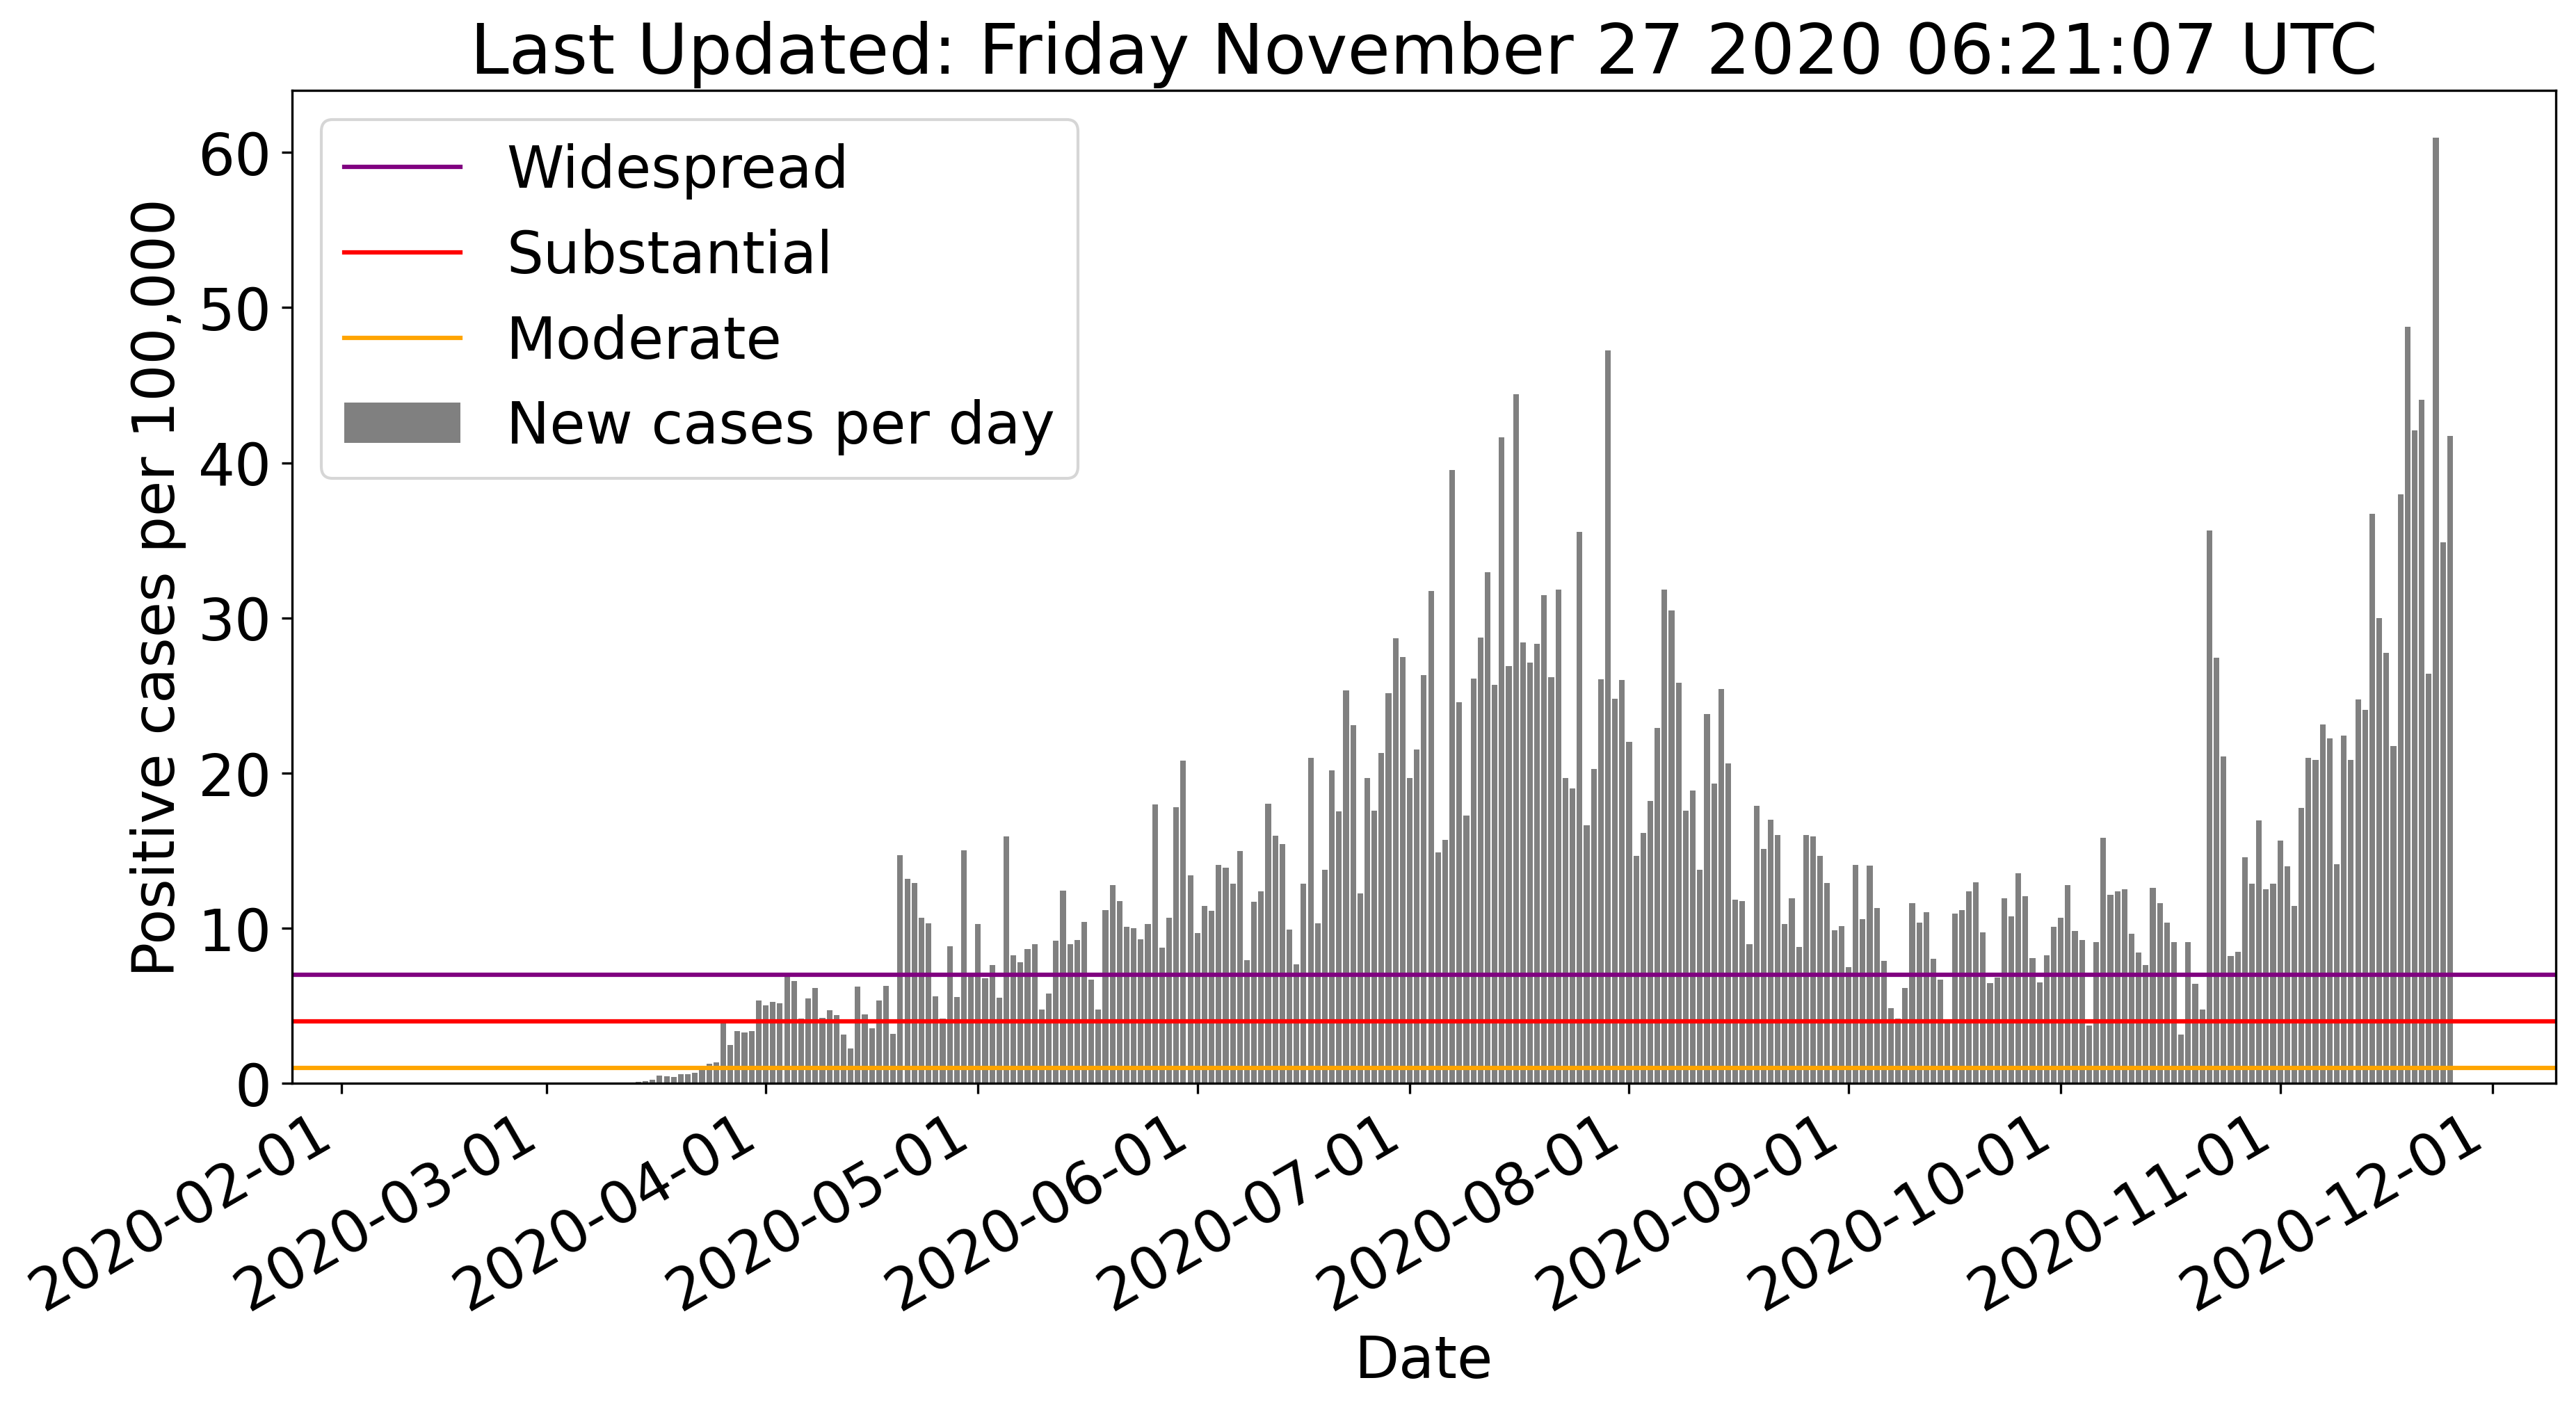 Last Updated: Friday November 27 2020 06:21:07 UTC
Widespread
Substantial
Moderate
New cases per day
Positive cases per 100,000
60
50
40
30
20
10
0
2020-02-01
2020-03-01
2020-04-01
2020-05-01
2020-06-01
2020-07-01
2020-08-01
2020-09-01
2020-10-01
2020-11-01
2020-12-01
Date